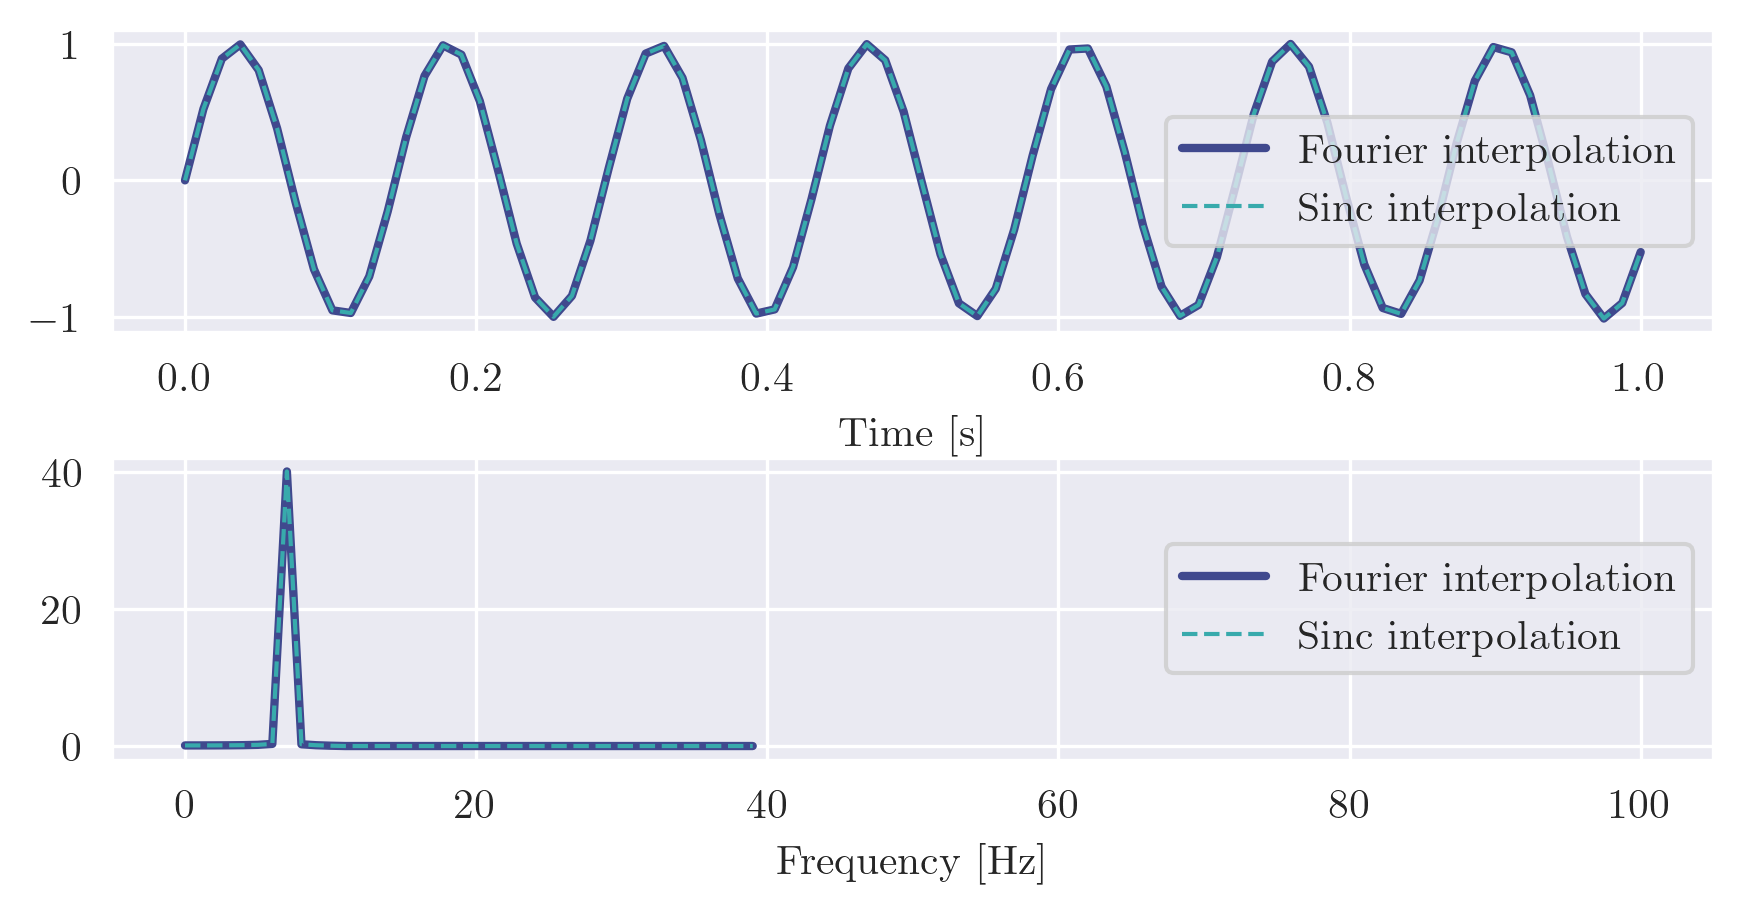 1
0
−1
Fourier interpolation
Sinc interpolation
0.0 0.2 0.4 0.6 0.8 1.0
Time [s]
40
20
0
Fourier interpolation
Sinc interpolation
0 20 40 60 80 100
Frequency [Hz]